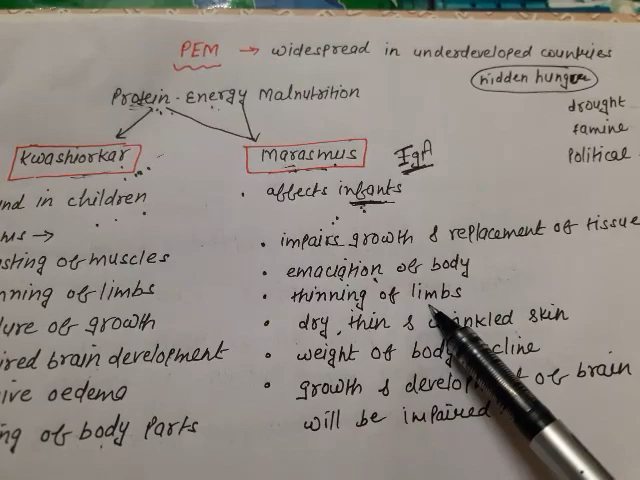 PEM → widespread in underdeveloped countries
hidden hunger
Protein-Energy Malnutrition
drought
famine
Political
Kwashiorkar
Marasmus
IgA
nd in children
ms →
sting of muscles
nning of limbs
lure of growth
ired brain development
ive oedema
ng of body parts
• affects infants
• impairs growth & replacement of tissue
• emaciation of body
• thinning of limbs
• dry, thin & wrinkled skin
• weight of body decline
• growth & development of brain
will be impaired